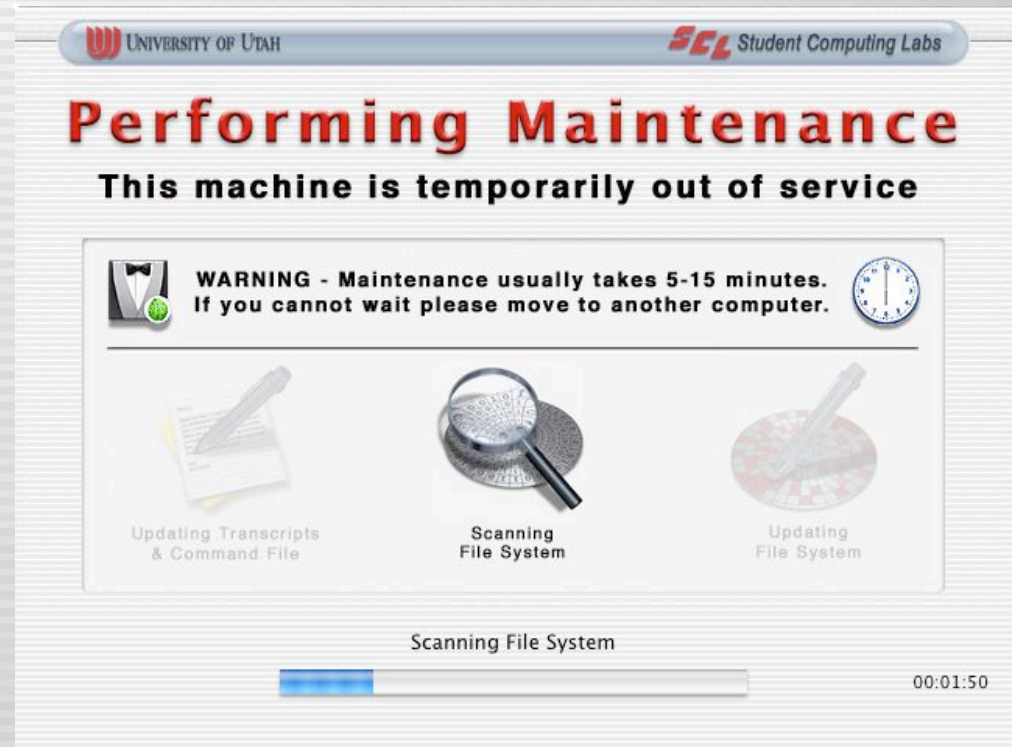 UNIVERSITY OF UTAH
SCL Student Computing Labs
Performing Maintenance
This machine is temporarily out of service
WARNING - Maintenance usually takes 5-15 minutes.
If you cannot wait please move to another computer.
Updating Transcripts
& Command File
Scanning
File System
Updating
File System
Scanning File System
00:01:50